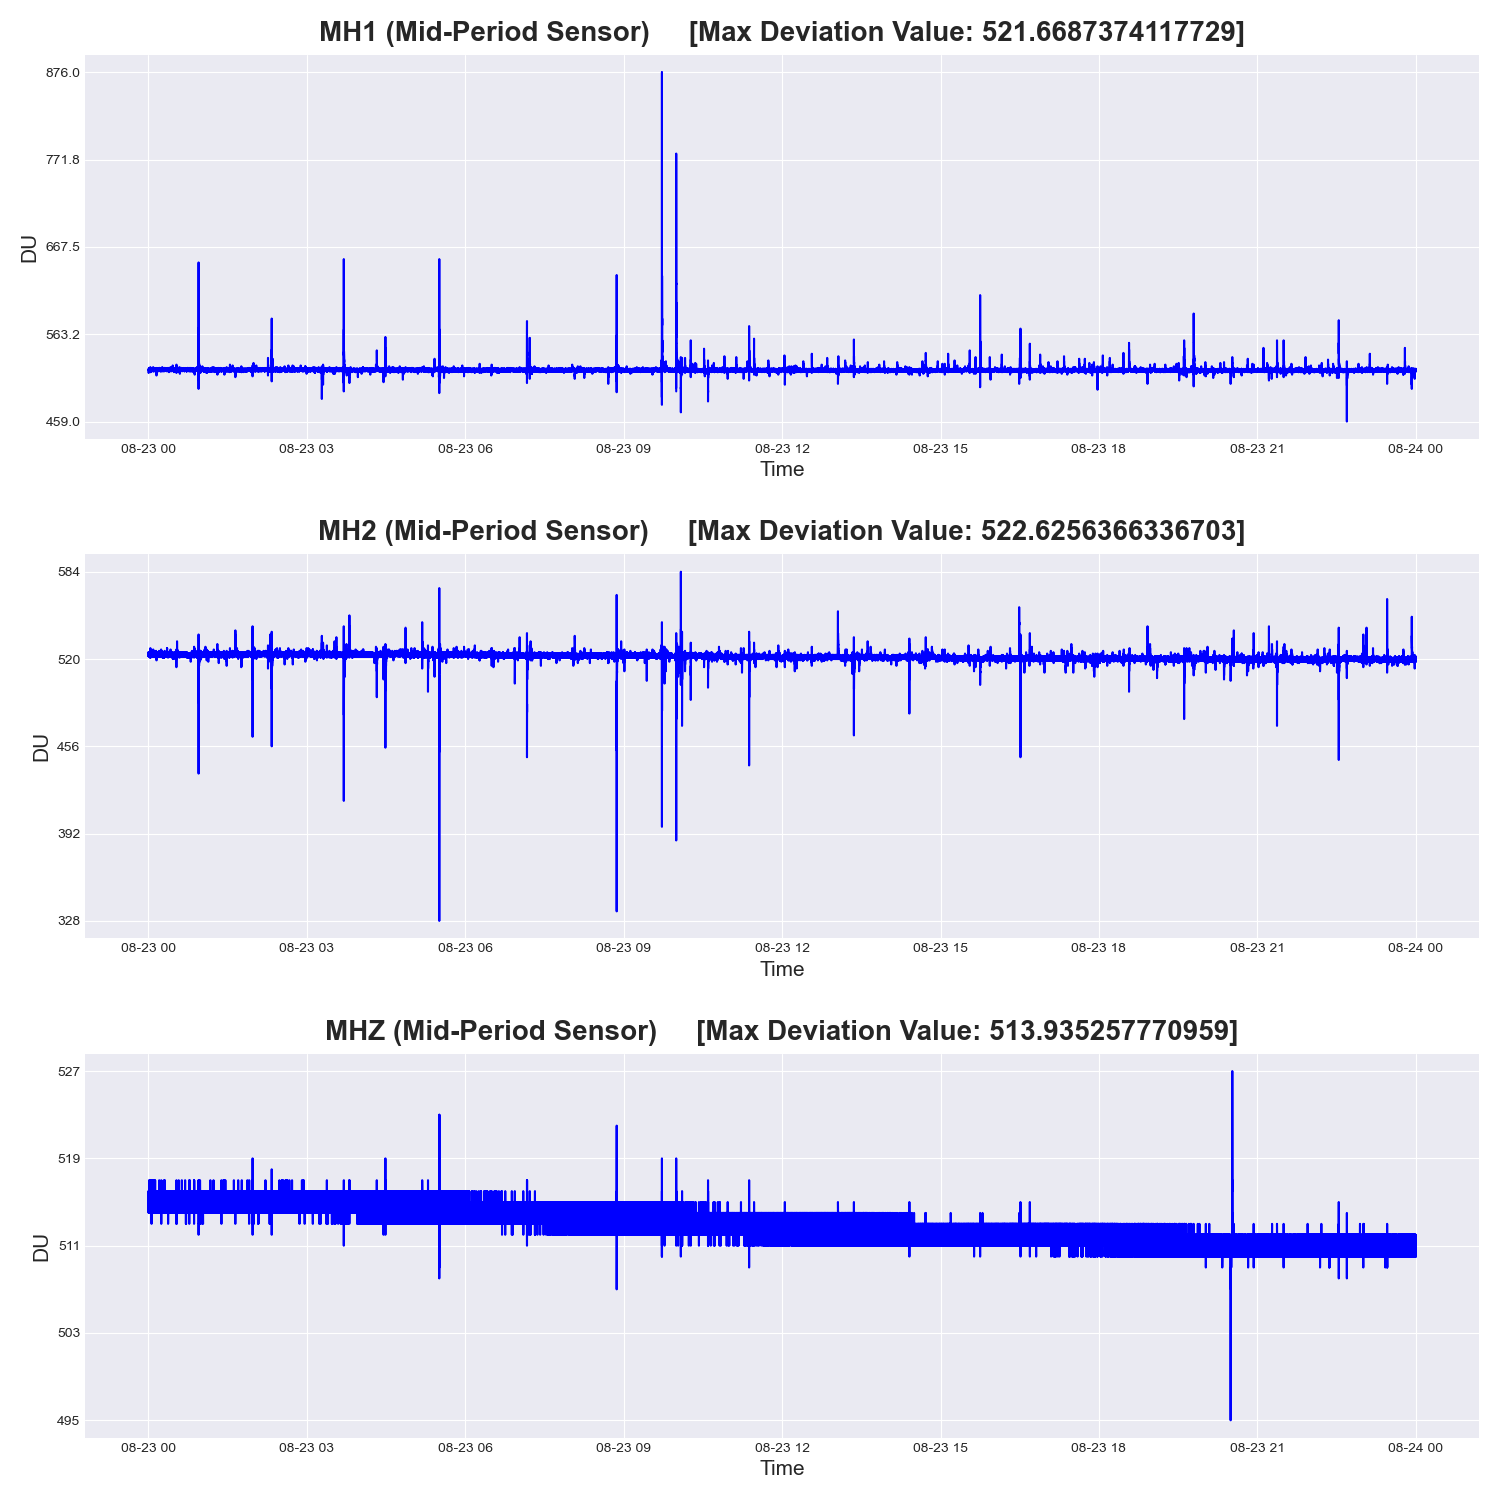 MH1 (Mid-Period Sensor) [Max Deviation Value: 521.6687374117729]
876.0
771.8
667.5
563.2
459.0
DU
08-23 00 08-23 03 08-23 06 08-23 09 08-23 12 08-23 15 08-23 18 08-23 21 08-24 00
Time
MH2 (Mid-Period Sensor) [Max Deviation Value: 522.6256366336703]
584
520
456
392
328
DU
08-23 00 08-23 03 08-23 06 08-23 09 08-23 12 08-23 15 08-23 18 08-23 21 08-24 00
Time
MHZ (Mid-Period Sensor) [Max Deviation Value: 513.935257770959]
527
519
511
503
495
DU
08-23 00 08-23 03 08-23 06 08-23 09 08-23 12 08-23 15 08-23 18 08-23 21 08-24 00
Time